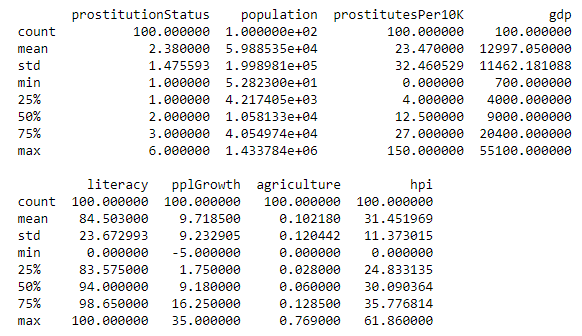 prostitutionStatus population prostitutesPer10K gdp
count 100.000000 1.000000e+02 100.000000 100.000000
mean 2.380000 5.988535e+04 23.470000 12997.050000
std 1.475593 1.998981e+05 32.460529 11462.181088
min 1.000000 5.282300e+01 0.000000 700.000000
25% 1.000000 4.217405e+03 4.000000 4000.000000
50% 2.000000 1.058133e+04 12.500000 9000.000000
75% 3.000000 4.054974e+04 27.000000 20400.000000
max 6.000000 1.433784e+06 150.000000 55100.000000
literacy pplGrowth agriculture hpi
count 100.000000 100.000000 100.000000 100.000000
mean 84.503000 9.718500 0.102180 31.451969
std 23.672993 9.232905 0.120442 11.373015
min 0.000000 -5.000000 0.000000 0.000000
25% 83.575000 1.750000 0.028000 24.833135
50% 94.000000 9.180000 0.060000 30.090364
75% 98.650000 16.250000 0.128500 35.776814
max 100.000000 35.000000 0.769000 61.860000